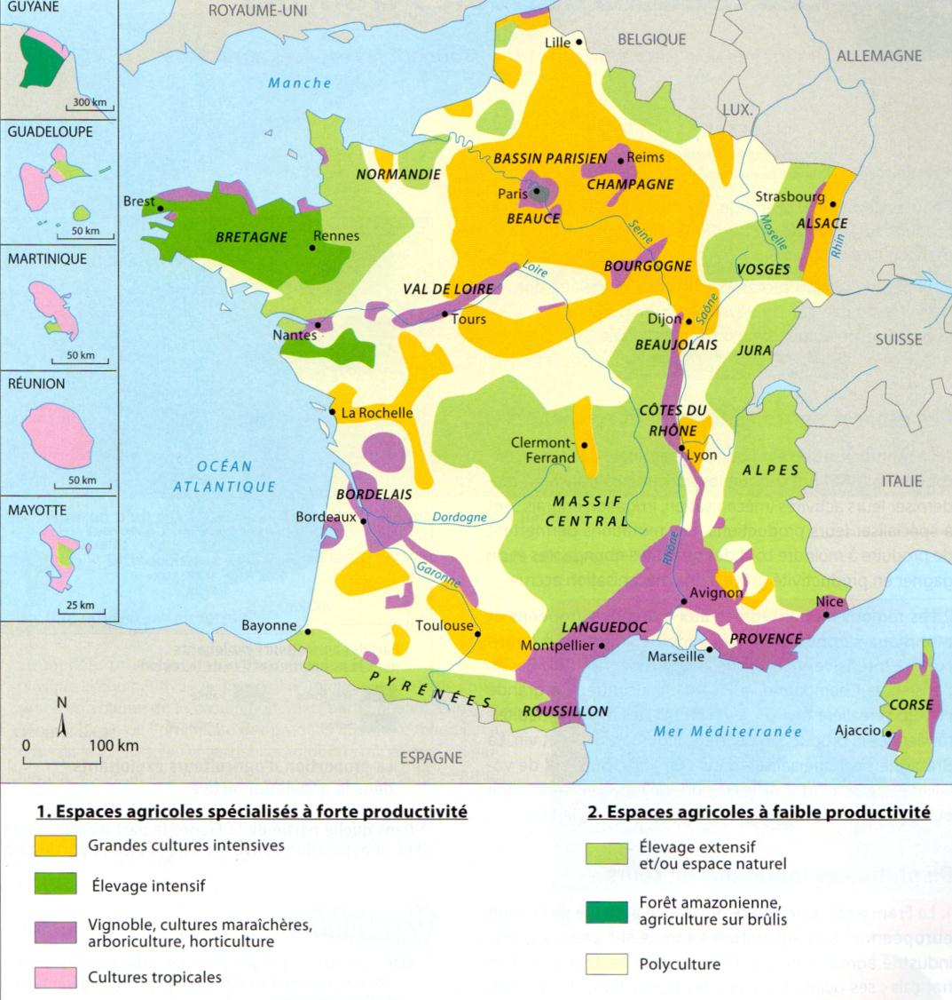 GUYANE
300 km
GUADELOUPE
50 km
MARTINIQUE
50 km
RÉUNION
50 km
MAYOTTE
25 km
ROYAUME-UNI
BELGIQUE
ALLEMAGNE
LUX.
SUISSE
ITALIE
ESPAGNE
Manche
OCÉAN
ATLANTIQUE
Mer Méditerranée
Lille
NORMANDIE
BASSIN PARISIEN
Reims
CHAMPAGNE
Paris
BEAUCE
Strasbourg
ALSACE
Rhin
Moselle
VOSGES
Brest
BRETAGNE
Rennes
Seine
BOURGOGNE
Loire
VAL DE LOIRE
Tours
Nantes
Dijon
Saône
BEAUJOLAIS
JURA
La Rochelle
CÔTES DU
RHÔNE
Clermont-
Ferrand
Lyon
ALPES
BORDELAIS
Bordeaux
MASSIF
CENTRAL
Dordogne
Rhône
Garonne
Avignon
Nice
Bayonne
Toulouse
LANGUEDOC
Montpellier
PROVENCE
Marseille
PYRÉNÉES
ROUSSILLON
CORSE
Ajaccio
N
0 100 km
1. Espaces agricoles spécialisés à forte productivité
Grandes cultures intensives
Élevage intensif
Vignoble, cultures maraîchères,
arboriculture, horticulture
Cultures tropicales
2. Espaces agricoles à faible productivité
Élevage extensif
et/ou espace naturel
Forêt amazonienne,
agriculture sur brûlis
Polyculture